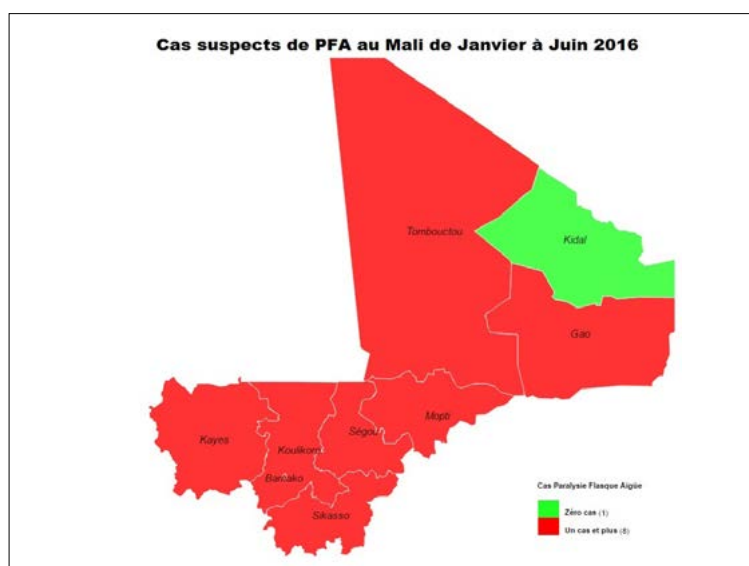 Cas suspects de PFA au Mali de Janvier à Juin 2016
Tombouctou
Kidal
Gao
Mopti
Ségou
Kayes
Koulikoro
Bamako
Sikasso
Cas Paralysie Flasque Aigüe
Zéro cas (1)
Un cas et plus (8)